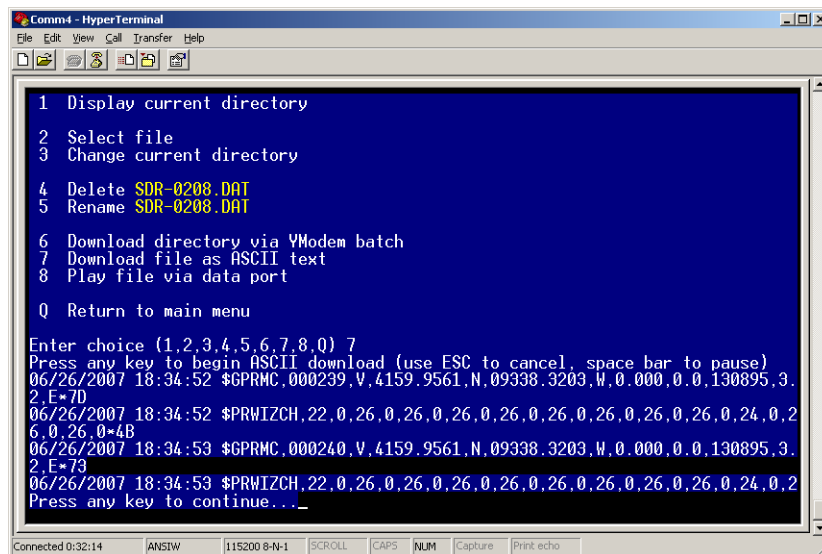 Comm4 - HyperTerminal
File Edit View Call Transfer Help
1 Display current directory
2 Select file
3 Change current directory
4 Delete SDR-0208.DAT
5 Rename SDR-0208.DAT
6 Download directory via YModem batch
7 Download file as ASCII text
8 Play file via data port
Q Return to main menu
Enter choice (1,2,3,4,5,6,7,8,Q) 7
Press any key to begin ASCII download (use ESC to cancel, space bar to pause)
06/26/2007 18:34:52 $GPRMC,000239,V,4159.9561,N,09338.3203,W,0.000,0.0,130895,3.
2,E*7D
06/26/2007 18:34:52 $PRWIZCH,22,0,26,0,26,0,26,0,26,0,26,0,26,0,26,0,24,0,2
6,0,26,0*4B
06/26/2007 18:34:53 $GPRMC,000240,V,4159.9561,N,09338.3203,W,0.000,0.0,130895,3.
2,E*73
06/26/2007 18:34:53 $PRWIZCH,22,0,26,0,26,0,26,0,26,0,26,0,26,0,26,0,24,0,2
Press any key to continue..._
Connected 0:32:14 ANSIW 115200 8-N-1 SCROLL CAPS NUM Capture Print echo